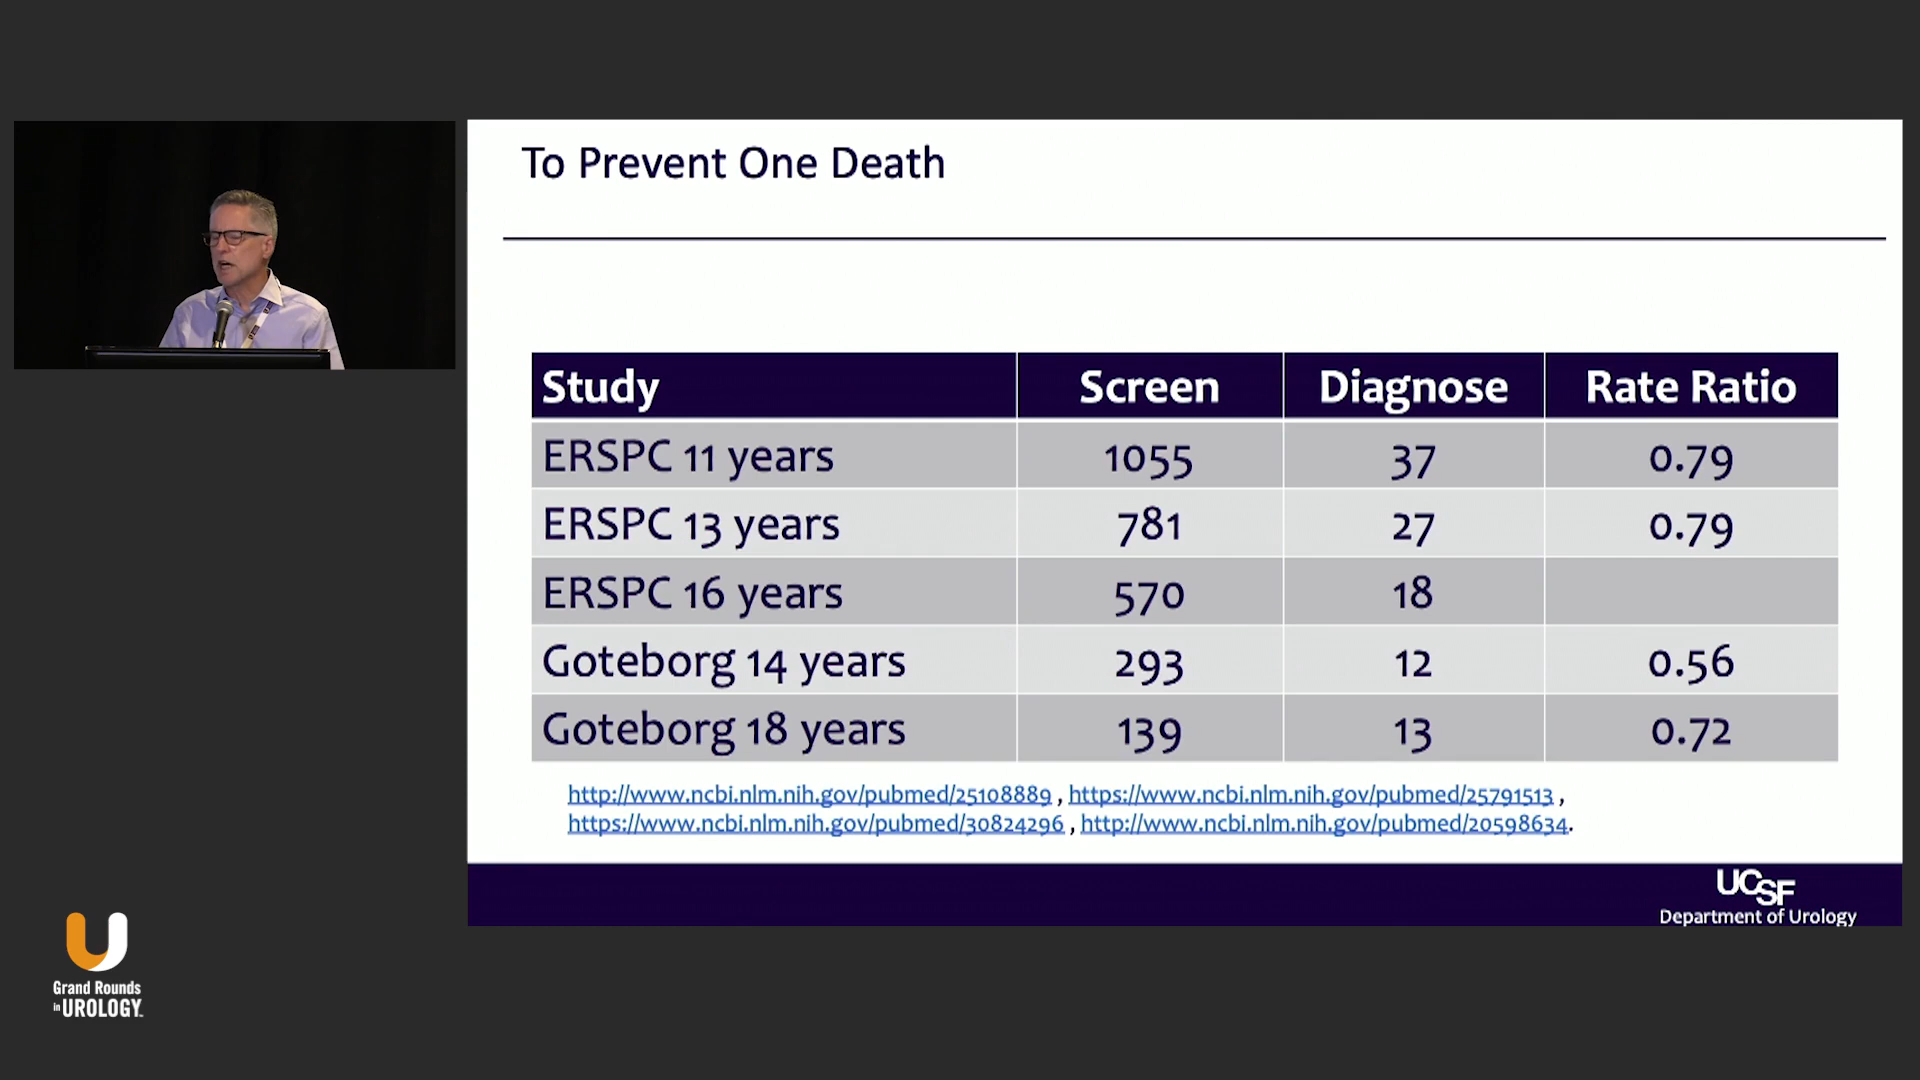 To Prevent One Death
Study Screen Diagnose Rate Ratio
ERSPC 11 years 1055 37 0.79
ERSPC 13 years 781 27 0.79
ERSPC 16 years 570 18
Goteborg 14 years 293 12 0.56
Goteborg 18 years 139 13 0.72
http://www.ncbi.nlm.nih.gov/pubmed/25108889 , https://www.ncbi.nlm.nih.gov/pubmed/25791513 ,
https://www.ncbi.nlm.nih.gov/pubmed/30824296 , http://www.ncbi.nlm.nih.gov/pubmed/20598634.
UCSF
Department of Urology
Grand Rounds
in UROLOGY